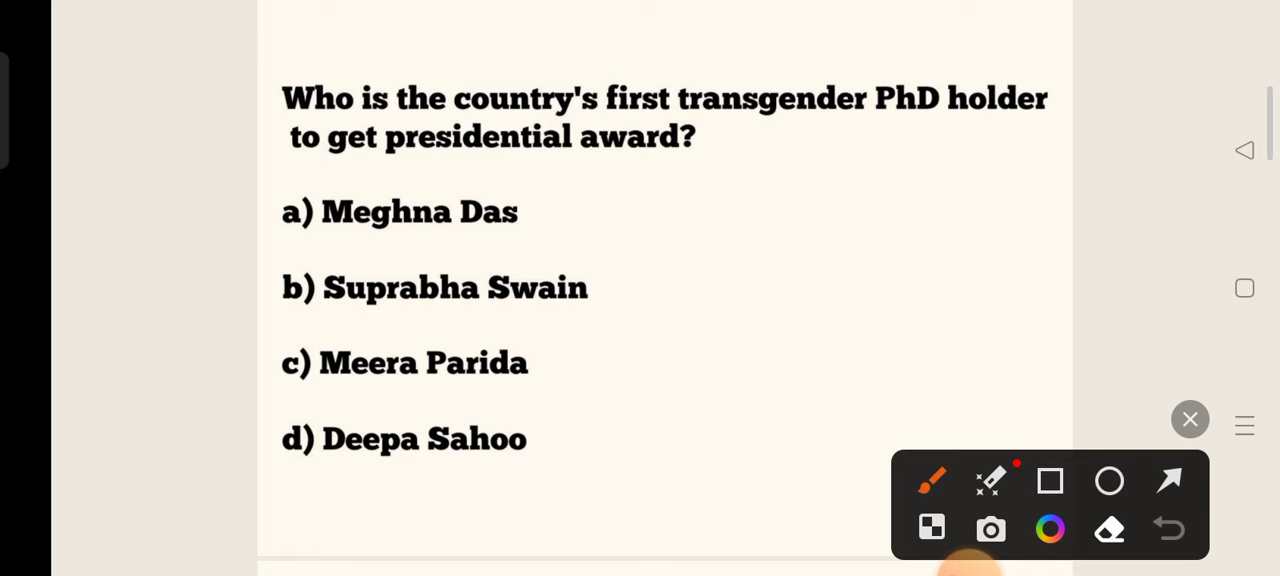 Who is the country's first transgender PhD holder
to get presidential award?
a) Meghna Das
b) Suprabha Swain
c) Meera Parida
d) Deepa Sahoo